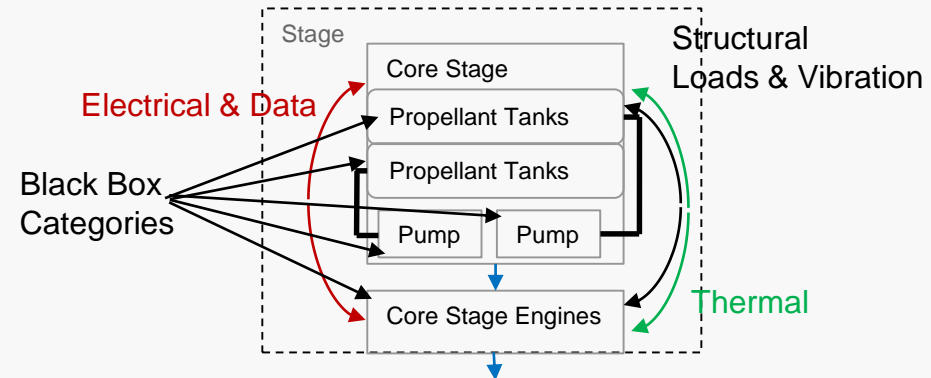 Stage
Structural
Loads & Vibration
Core Stage
Electrical & Data
Propellant Tanks
Propellant Tanks
Black Box
Categories
Pump
Pump
Thermal
Core Stage Engines